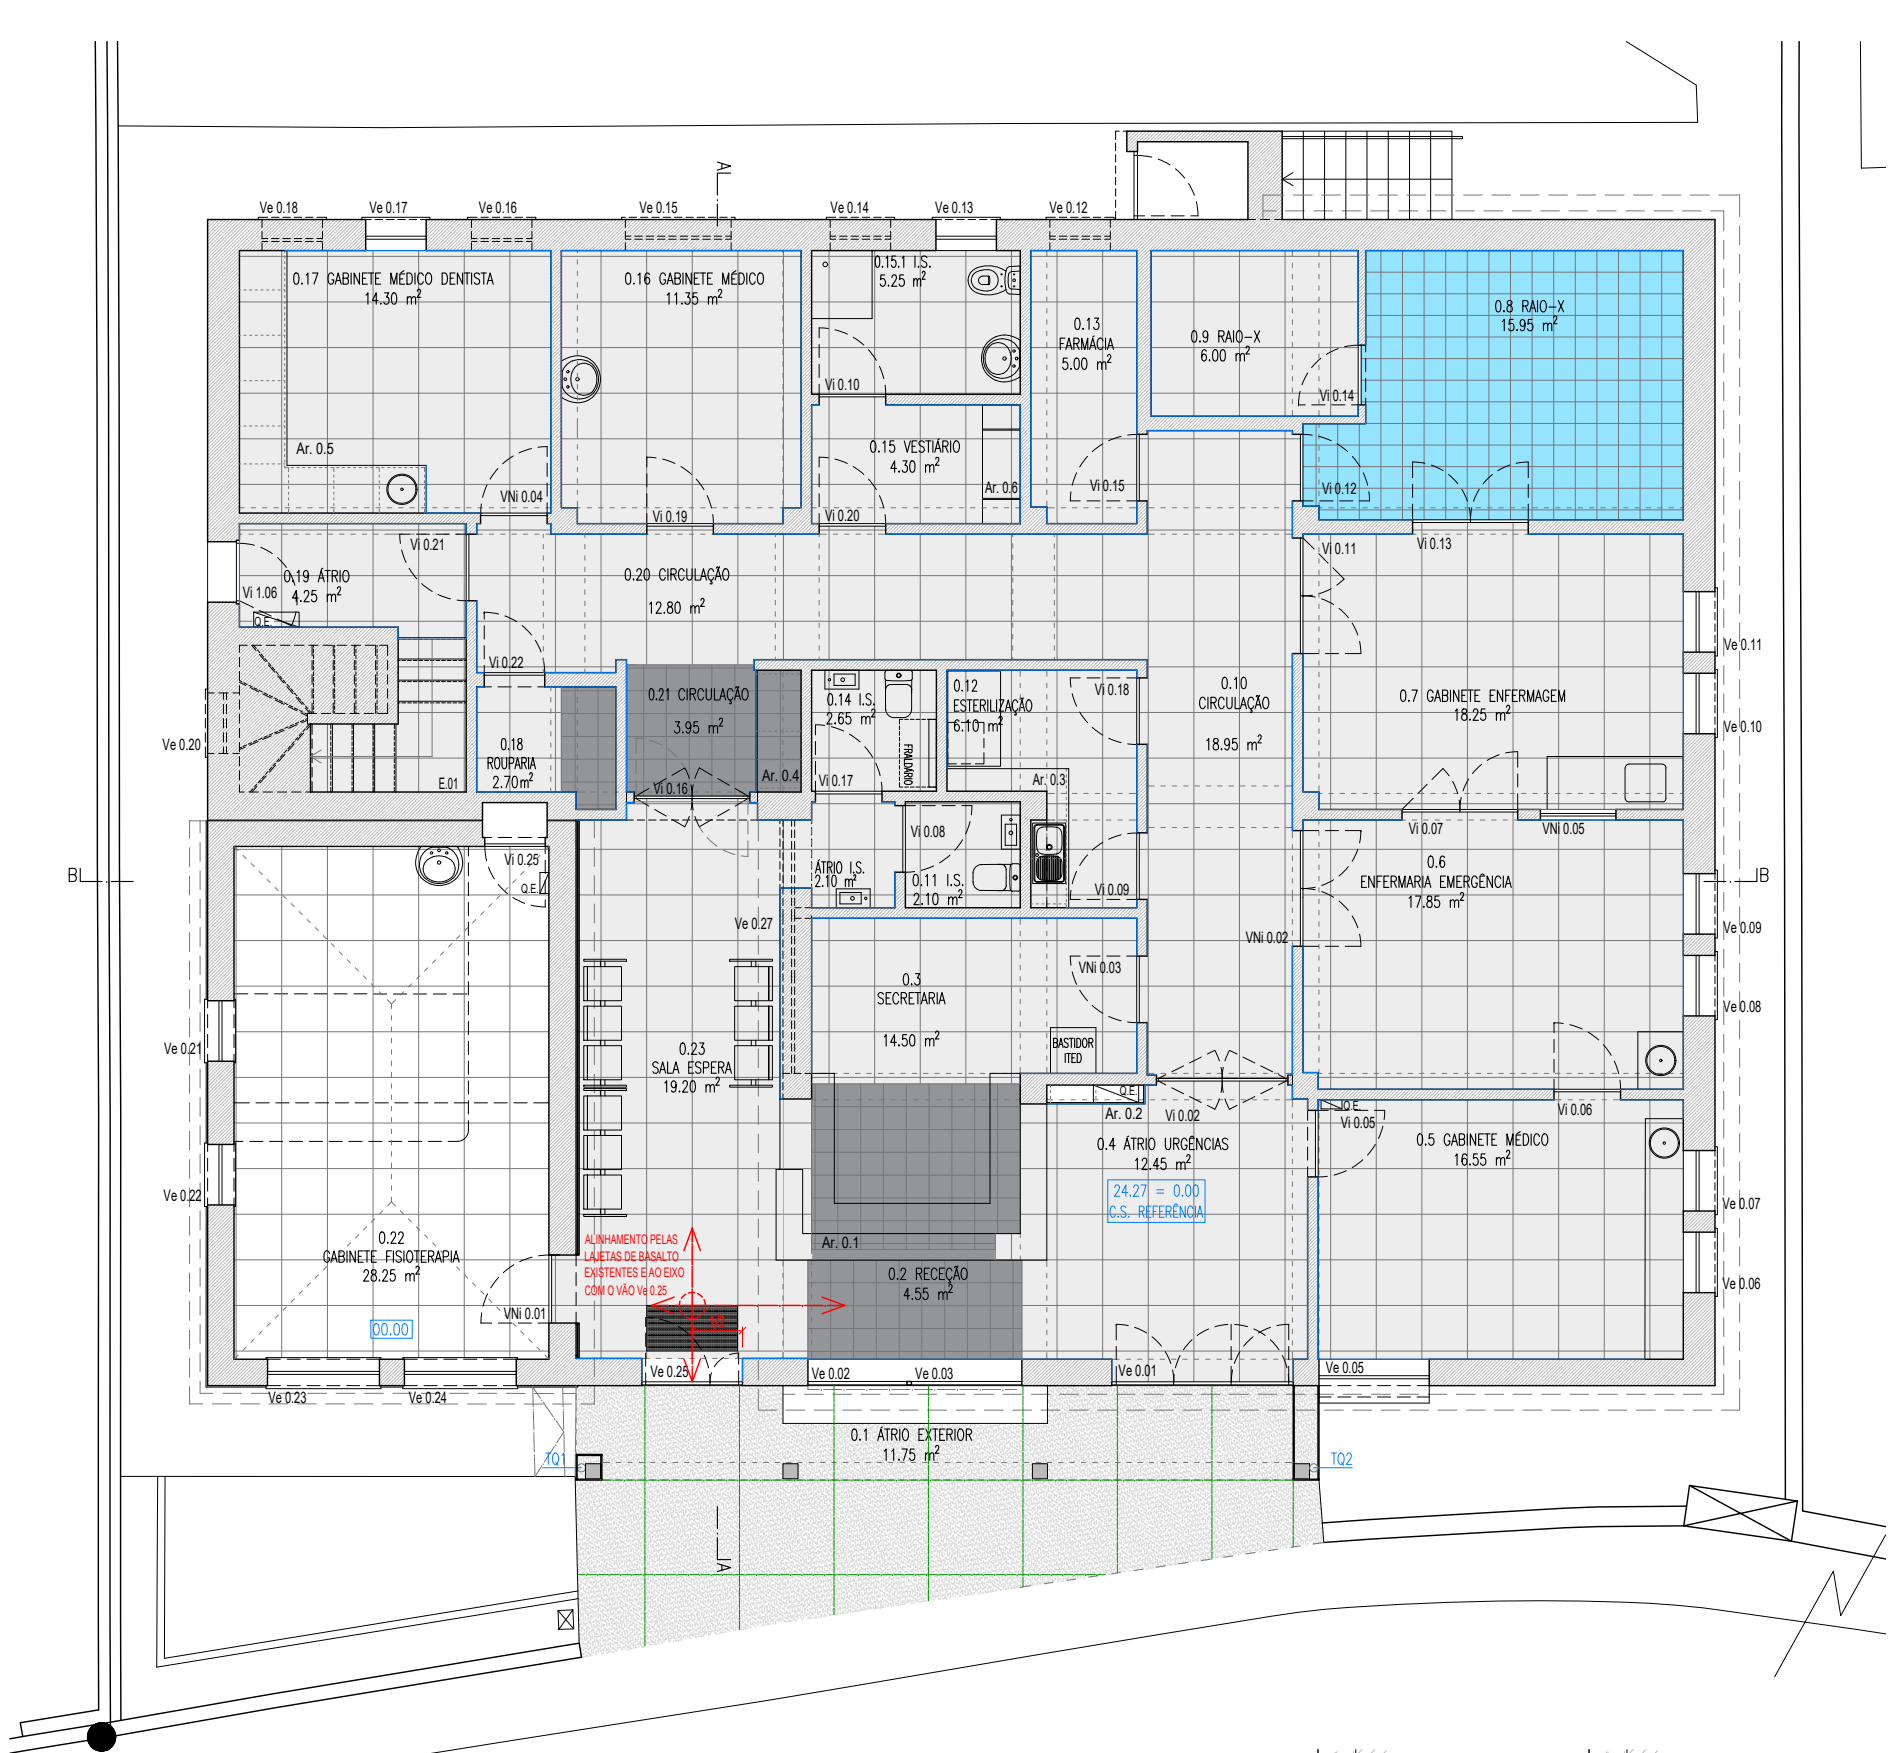 A
Ve 0.18
Ve 0.17
Ve 0.16
Ve 0.15
Ve 0.14
Ve 0.13
Ve 0.12
0.17 GABINETE MÉDICO DENTISTA
14.30 m²
Ar. 0.5
VNi 0.04
0.16 GABINETE MÉDICO
11.35 m²
Vi 0.19
0.15.1 I.S.
5.25 m²
Vi 0.10
0.15 VESTIÁRIO
4.30 m²
Ar. 0.6
Vi 0.20
0.13
FARMÁCIA
5.00 m²
Vi 0.15
0.9 RAIO-X
6.00 m²
Vi 0.14
0.8 RAIO-X
15.95 m²
Vi 0.12
Vi 0.13
Vi 0.11
Vi 0.21
0.19 ÁTRIO
4.25 m²
Vi 1.06
Q.E.
0.20 CIRCULAÇÃO
12.80 m²
Vi 0.22
0.21 CIRCULAÇÃO
3.95 m²
Ar. 0.4
Vi 0.16
0.18
ROUPARIA
2.70m²
E.01
Ve 0.20
0.14 I.S.
2.65 m²
FRALDÁRIO
Vi 0.17
0.12
ESTERILIZAÇÃO
6.10 m²
Vi 0.18
Ar. 0.3
0.10
CIRCULAÇÃO
18.95 m²
0.7 GABINETE ENFERMAGEM
18.25 m²
Ve 0.11
Ve 0.10
Vi 0.07
VNi 0.05
B
Vi 0.25
Q.E.
Vi 0.08
ÁTRIO I.S.
2.10 m²
0.11 I.S.
2.10 m²
Vi 0.09
Ve 0.27
0.6
ENFERMARIA EMERGÊNCIA
17.85 m²
VNi 0.02
B
Ve 0.09
Ve 0.08
0.3
SECRETARIA
14.50 m²
VNi 0.03
BASTIDOR
ITED
Ve 0.21
0.23
SALA ESPERA
19.20 m²
Q.E.
Ar. 0.2
Vi 0.02
Q.E.
Vi 0.05
Vi 0.06
0.4 ÁTRIO URGÊNCIAS
12.45 m²
24.27 = 0.00
C.S. REFERÊNCIA
0.5 GABINETE MÉDICO
16.55 m²
Ve 0.07
Ve 0.06
Ve 0.22
0.22
GABINETE FISIOTERAPIA
28.25 m²
00.00
VNi 0.01
ALINHAMENTO PELAS
LAJETAS DE BASALTO
EXISTENTES E AO EIXO
COM O VÃO Ve 0.25
Ar. 0.1
0.2 RECEÇÃO
4.55 m²
Ve 0.25
Ve 0.02
Ve 0.03
Ve 0.01
Ve 0.05
Ve 0.23
Ve 0.24
0.1 ÁTRIO EXTERIOR
11.75 m²
TQ1
TQ2
A